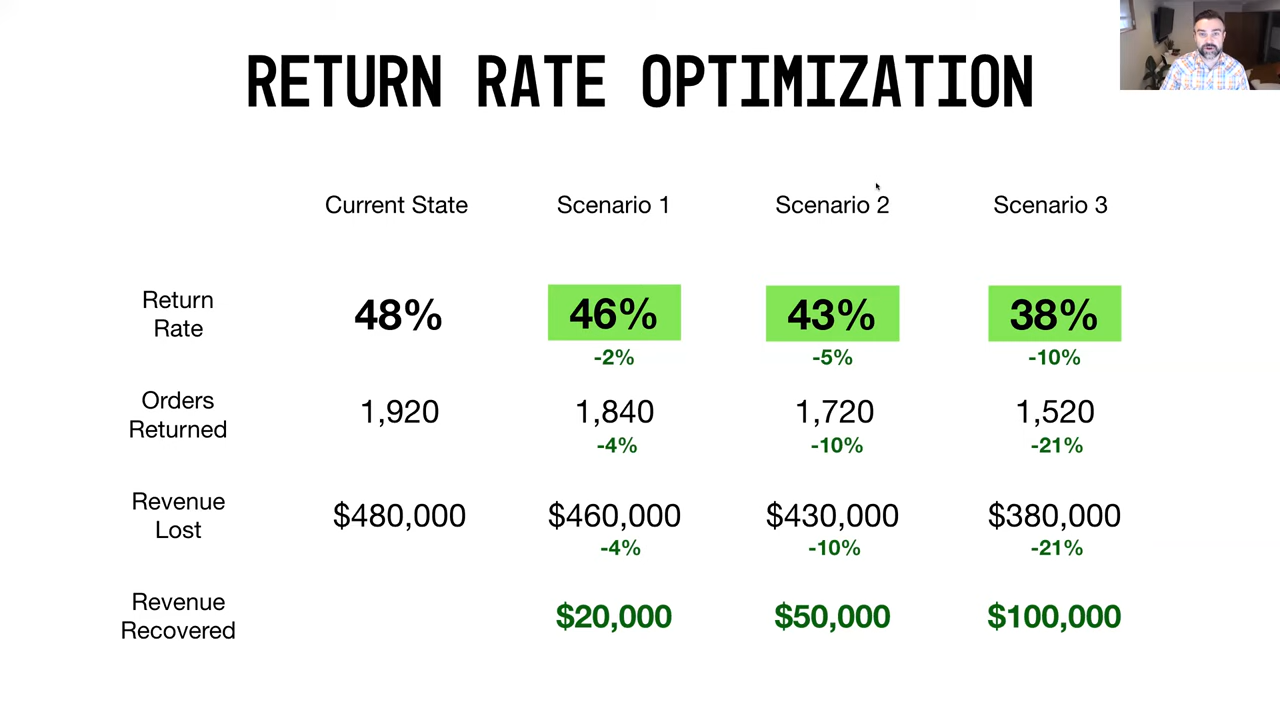 RETURN RATE OPTIMIZATION
Current State
Scenario 1
Scenario 2
Scenario 3
Return
Rate
48%
46%
43%
38%
-2%
-5%
-10%
Orders
Returned
1,920
1,840
1,720
1,520
-4%
-10%
-21%
Revenue
Lost
$480,000
$460,000
$430,000
$380,000
-4%
-10%
-21%
Revenue
Recovered
$20,000
$50,000
$100,000